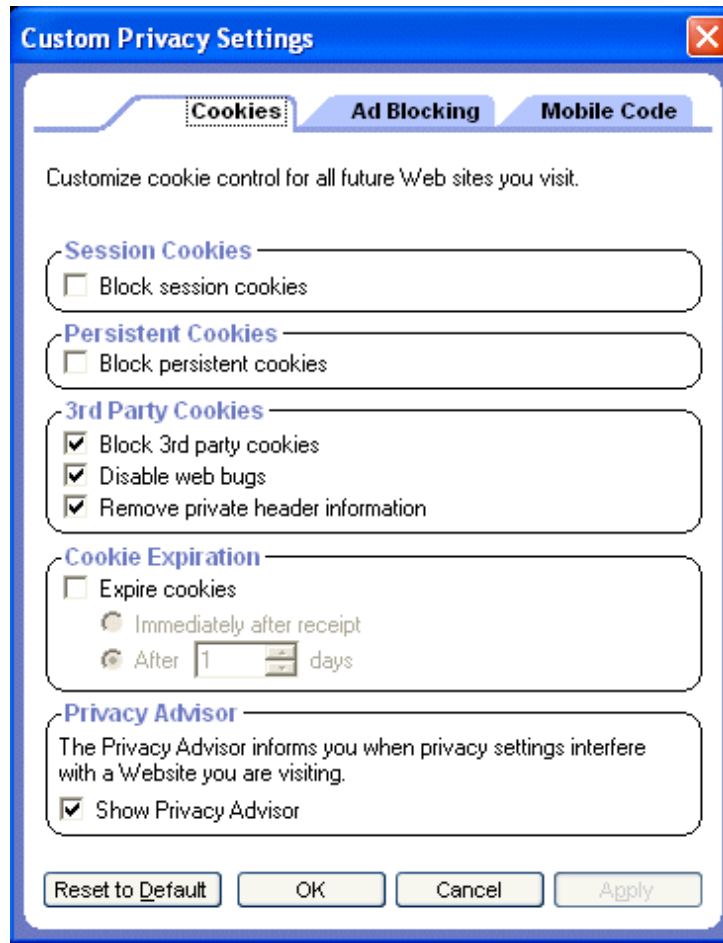 Custom Privacy Settings
Cookies Ad Blocking Mobile Code
Customize cookie control for all future Web sites you visit.
Session Cookies
Block session cookies
Persistent Cookies
Block persistent cookies
3rd Party Cookies
Block 3rd party cookies
Disable web bugs
Remove private header information
Cookie Expiration
Expire cookies
Immediately after receipt
After 1 days
Privacy Advisor
The Privacy Advisor informs you when privacy settings interfere
with a Website you are visiting.
Show Privacy Advisor
Reset to Default OK Cancel Apply